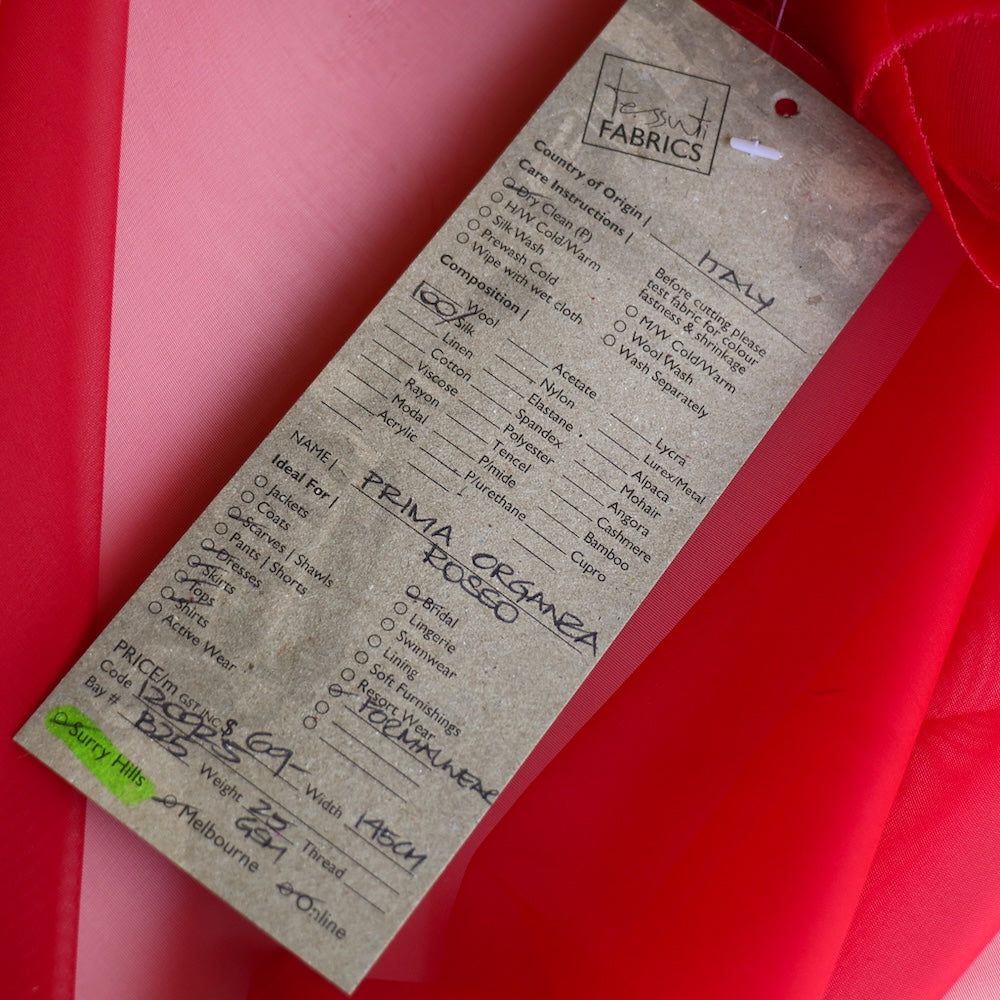 Tessuti
FABRICS
Country of Origin | ITALY
Care Instructions |
Dry Clean (P)
H/W Cold/Warm
Silk Wash
Prewash Cold
Wipe with wet cloth
Before cutting please
test fabric for colour
fastness & shrinkage
M/W Cold/Warm
Wool Wash
Wash Separately
Composition |
Wool
100% Silk
Linen
Cotton
Viscose
Rayon
Modal
Acrylic
Acetate
Nylon
Elastane
Spandex
Polyester
Tencel
P/mide
P/urethane
Lycra
Lurex/Metal
Alpaca
Mohair
Angora
Cashmere
Bamboo
Cupro
NAME | PRIMA ORGANZA
ROSSO
Ideal For |
Jackets
Coats
Scarves | Shawls
Pants | Shorts
Dresses
Skirts
Tops
Shirts
Active Wear
Bridal
Lingerie
Swimwear
Lining
Soft Furnishings
Resort Wear
FORMALWEAR
PRICE/m GST INC $ 69-
Code
Width 145CM
Bay # B25
Weight 25
GSM
Thread
Surry Hills
Melbourne
Online